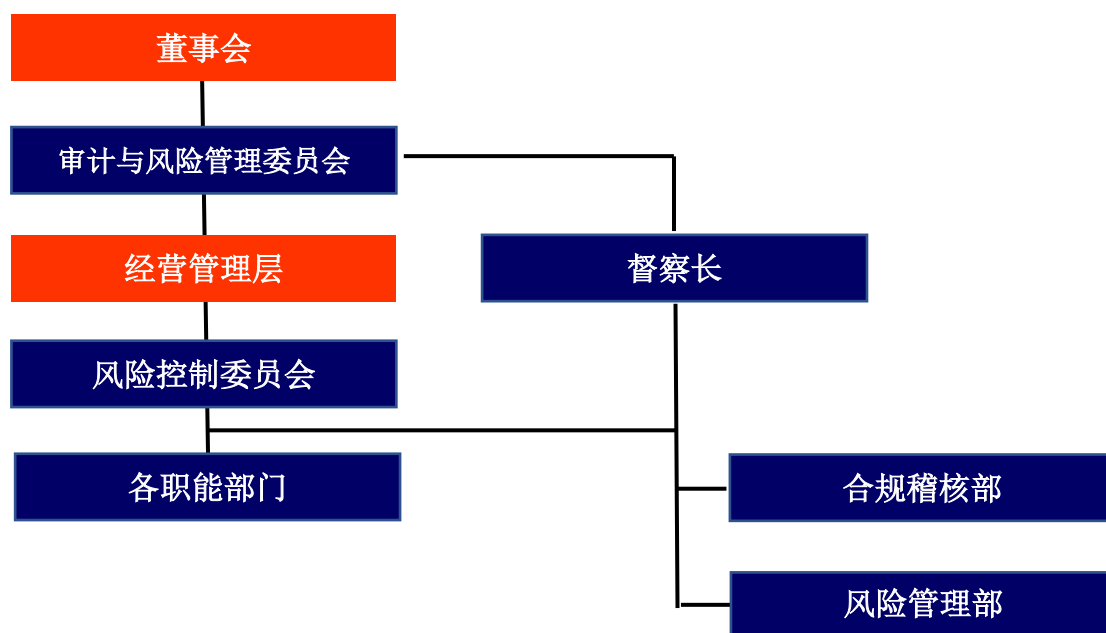 董事会
审计与风险管理委员会
经营管理层
督察长
风险控制委员会
各职能部门
合规稽核部
风险管理部